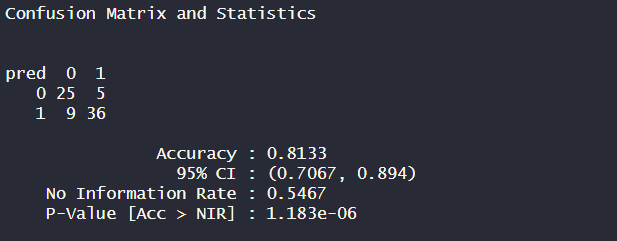 Confusion Matrix and Statistics
pred  0  1
   0 25  5
   1  9 36
Accuracy : 0.8133
95% CI : (0.7067, 0.894)
No Information Rate : 0.5467
P-Value [Acc > NIR] : 1.183e-06